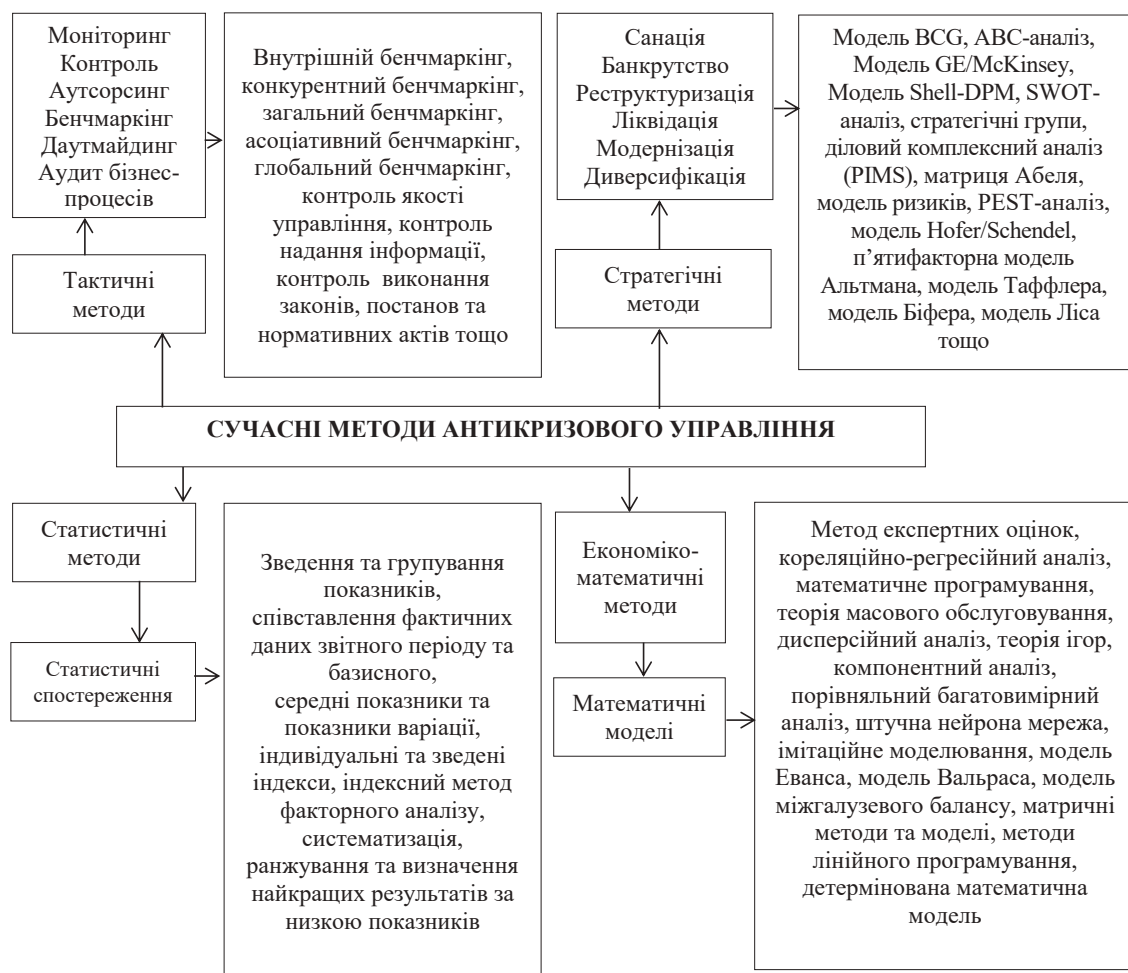 Моніторинг
Контроль
Аутсорсинг
Бенчмаркінг
Даутмайдинг
Аудит бізнес-
процесів
Внутрішній бенчмаркінг,
конкурентний бенчмаркінг,
загальний бенчмаркінг,
асоціативний бенчмаркінг,
глобальний бенчмаркінг,
контроль якості
управління, контроль
надання інформації,
контроль виконання
законів, постанов та
нормативних актів тощо
Санація
Банкрутство
Реструктуризація
Ліквідація
Модернізація
Диверсифікація
Модель BCG, ABC-аналіз,
Модель GE/McKinsey,
Модель Shell-DPM, SWOT-
аналіз, стратегічні групи,
діловий комплексний аналіз
(PIMS), матриця Абеля,
модель ризиків, PEST-аналіз,
модель Hofer/Schendel,
п’ятифакторна модель
Альтмана, модель Таффлера,
модель Біфера, модель Ліса
тощо
Тактичні
методи
Стратегічні
методи
СУЧАСНІ МЕТОДИ АНТИКРИЗОВОГО УПРАВЛІННЯ
Статистичні
методи
Статистичні
спостереження
Зведення та групування
показників,
співставлення фактичних
даних звітного періоду та
базисного,
середні показники та
показники варіації,
індивідуальні та зведені
індекси, індексний метод
факторного аналізу,
систематизація,
ранжування та визначення
найкращих результатів за
низкою показників
Економіко-
математичні
методи
Математичні
моделі
Метод експертних оцінок,
кореляційно-регресійний аналіз,
математичне програмування,
теорія масового обслуговування,
дисперсійний аналіз, теорія ігор,
компонентний аналіз,
порівняльний багатовимірний
аналіз, штучна нейрона мережа,
імітаційне моделювання, модель
Еванса, модель Вальраса, модель
міжгалузевого балансу, матричні
методи та моделі, методи
лінійного програмування,
детермінована математична
модель